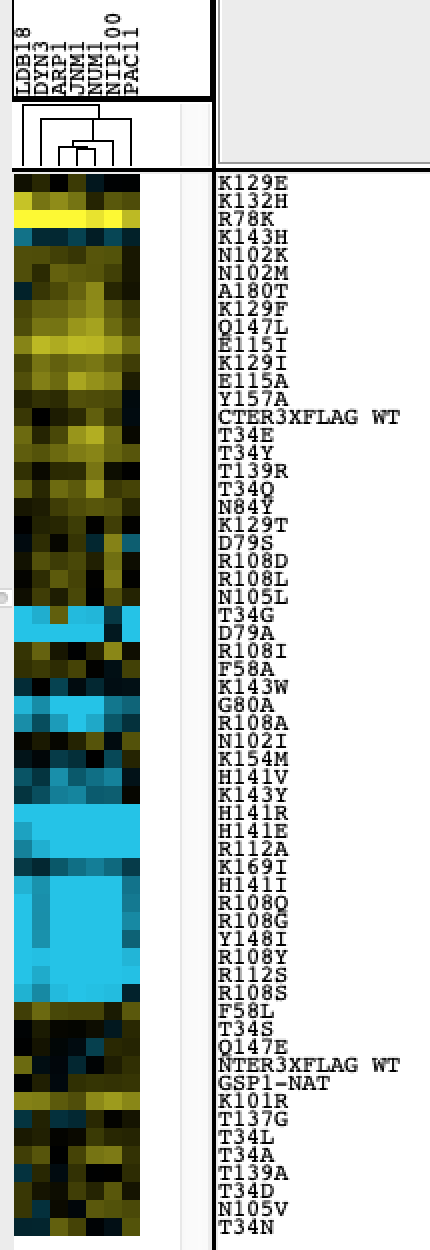 LDB18
DYN3
ARP1
JNM1
NUM1
NIP100
PAC11
K129E
K132H
R78K
K143H
N102K
N102M
A180T
K129F
Q147L
E115I
K129I
E115A
Y157A
CTER3XFLAG WT
T34E
T34Y
T139R
T34Q
N84Y
K129T
D79S
R108D
R108L
N105L
T34G
D79A
R108I
F58A
K143W
G80A
R108A
N102I
K154M
H141V
K143Y
H141R
H141E
R112A
K169I
H141I
R108Q
R108G
Y148I
R108Y
R112S
R108S
F58L
T34S
Q147E
NTER3XFLAG WT
GSP1-NAT
K101R
T137G
T34L
T34A
T139A
T34D
N105V
T34N